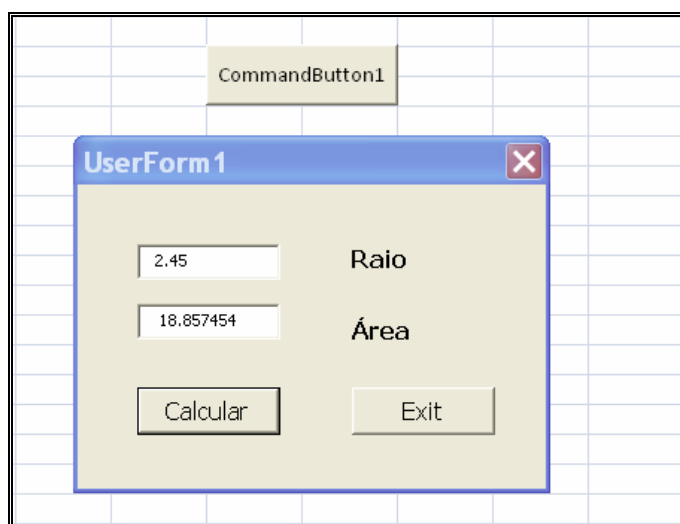 CommandButton1
UserForm1
2.45 Raio
18.857454 Área
Calcular Exit